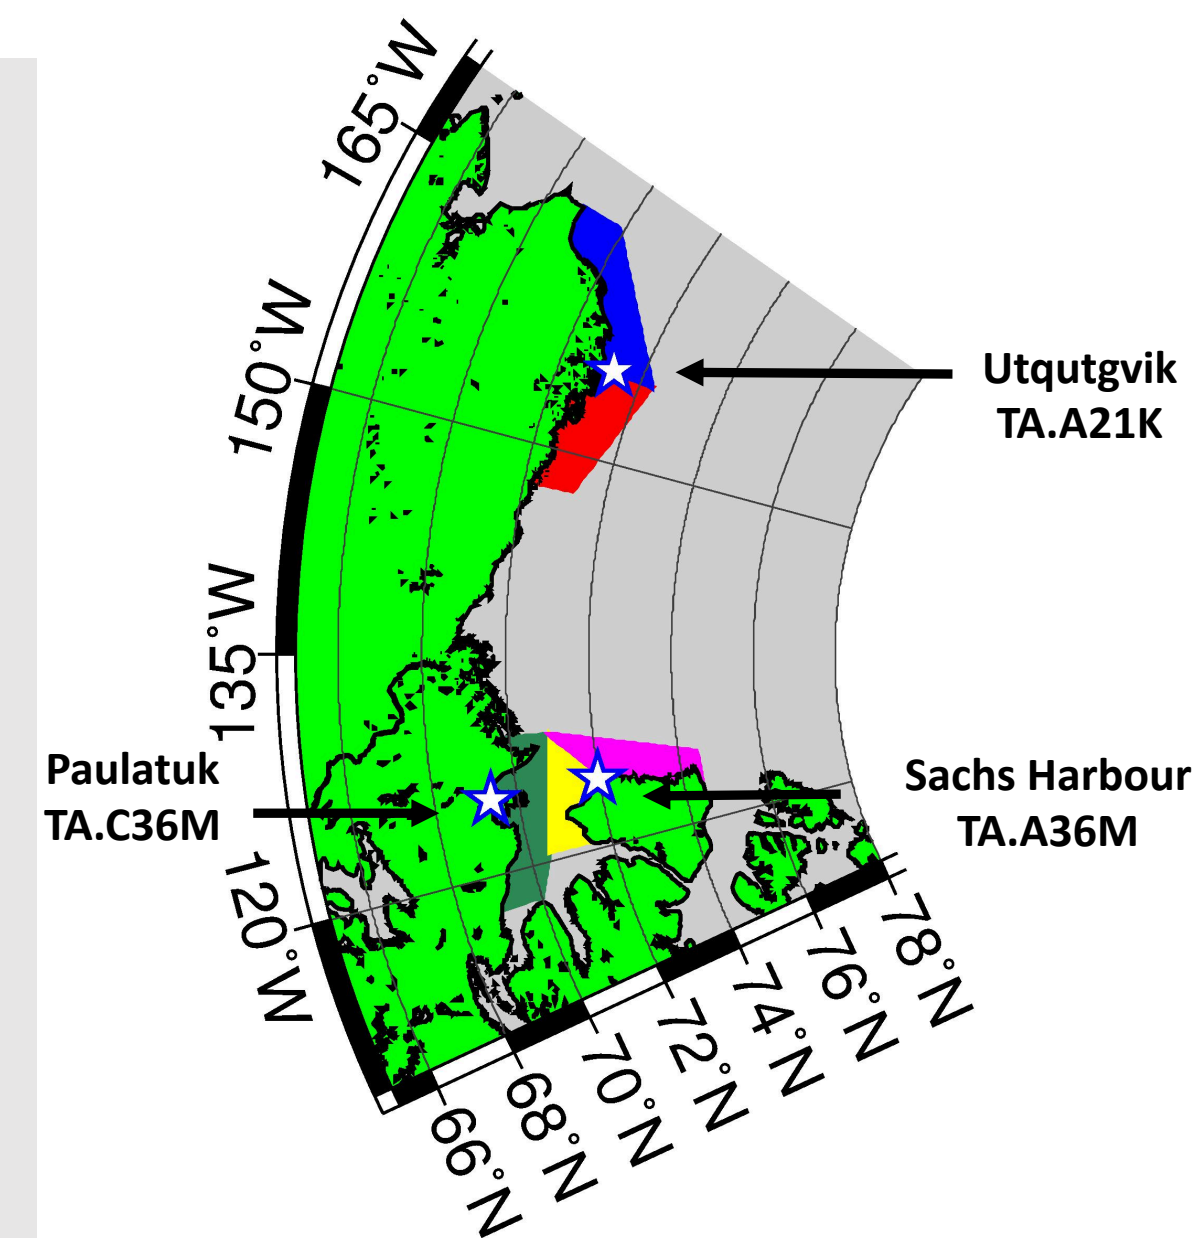 165°W
150°W
135°W
120°W
Utqutgvik
TA.A21K
Paulatuk
TA.C36M
Sachs Harbour
TA.A36M
66°N
68°N
70°N
72°N
74°N
76°N
78°N